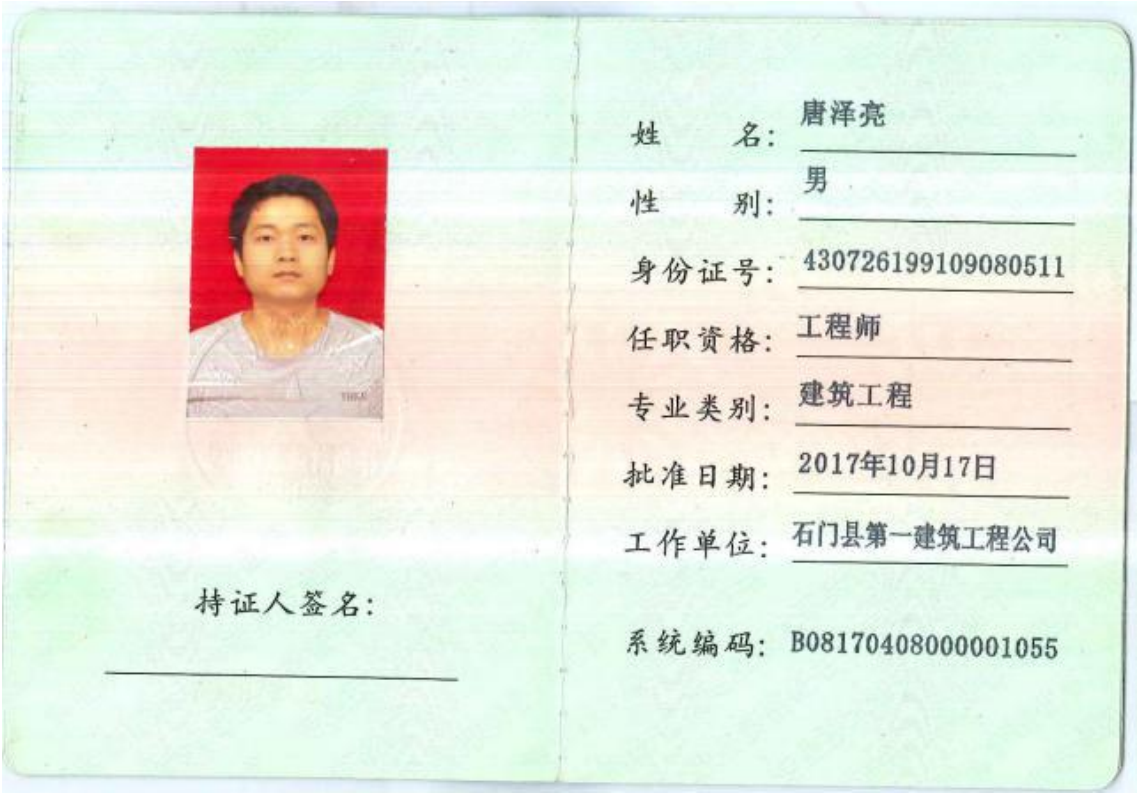 姓 名: 唐泽亮
性 别: 男
身份证号: 430726199109080511
任职资格: 工程师
专业类别: 建筑工程
批准日期: 2017年10月17日
工作单位: 石门县第一建筑工程公司
系统编码: B08170408000001055
持证人签名: